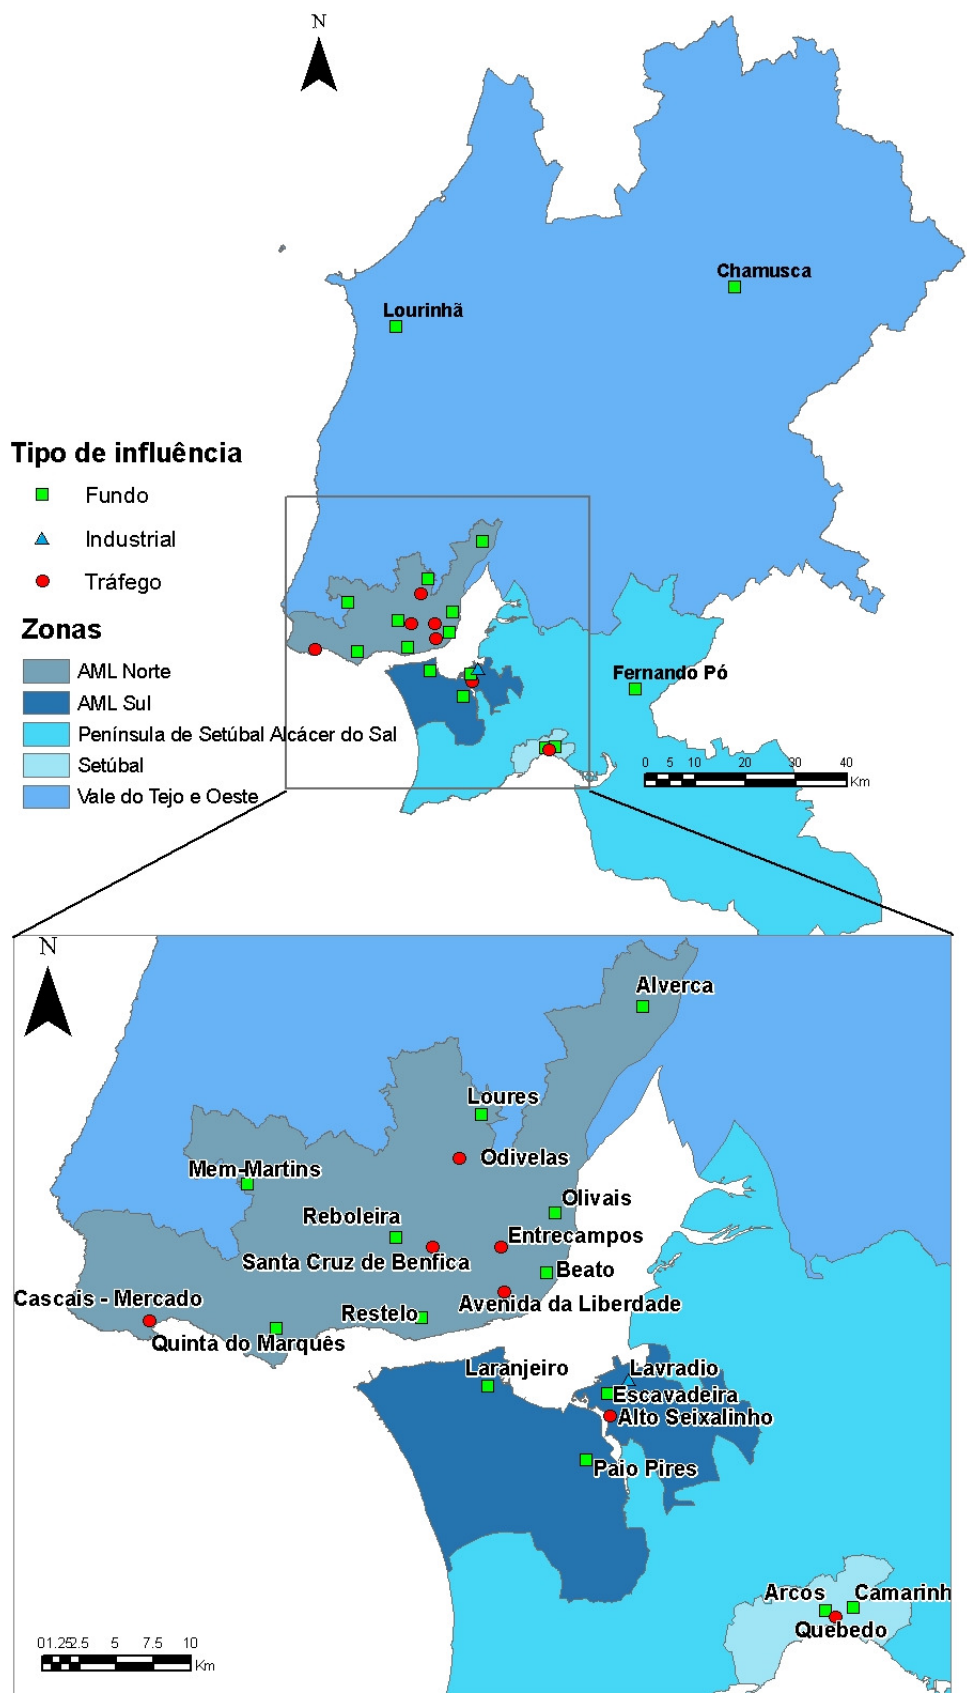 N
Chamusca
Lourinhã
Tipo de influência
Fundo
Industrial
Tráfego
Zonas
AML Norte
AML Sul
Península de Setúbal Alcácer do Sal
Setúbal
Vale do Tejo e Oeste
Fernando Pó
0 5 10 20 30 40
Km
N
Alverca
Loures
Odivelas
Mem-Martins
Olivais
Reboleira
Entrecampos
Santa Cruz de Benfica
Beato
Cascais - Mercado
Restelo
Avenida da Liberdade
Quinta do Marquês
Laranjeiro
Lavradio
Escavadeira
Alto Seixalinho
Paio Pires
Arcos
Camarinh
Quebedo
0 1.25 2.5 5 7.5 10
Km